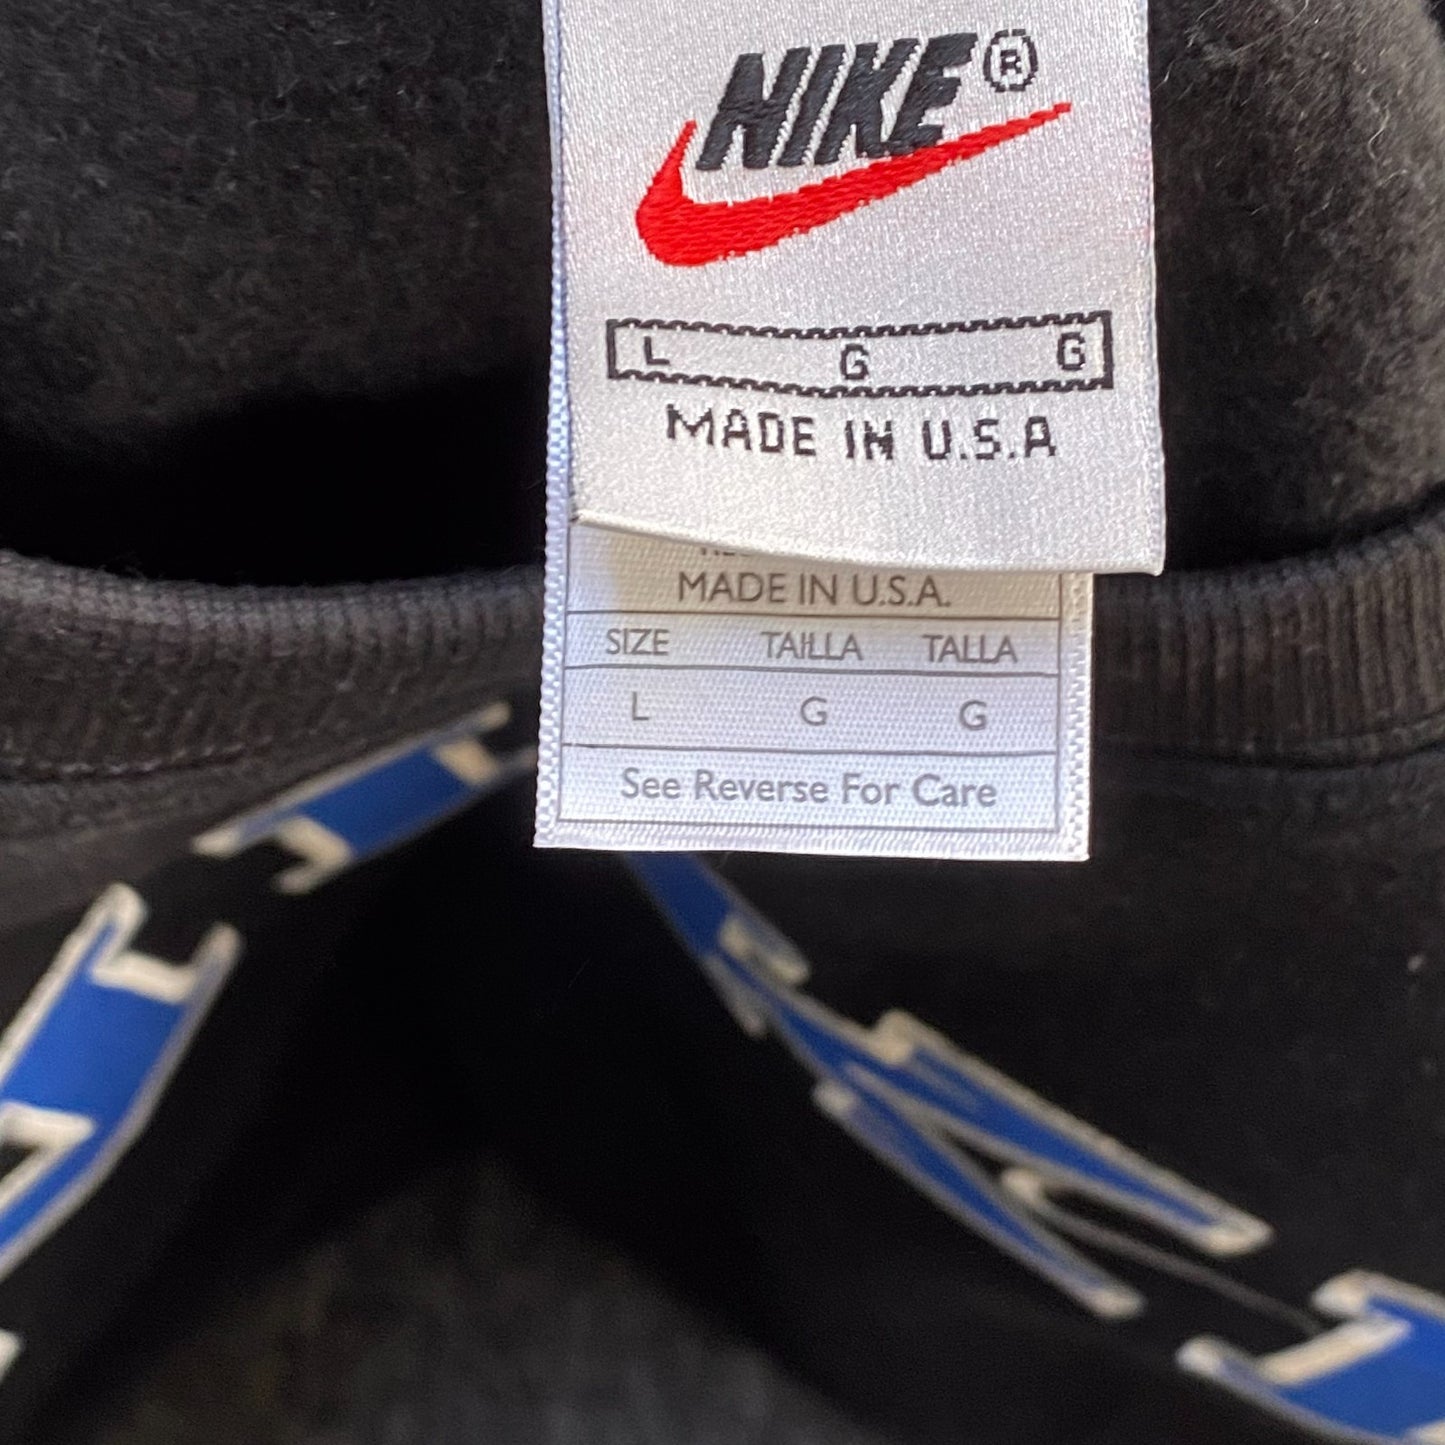 NIKE®
L G G
MADE IN U.S.A
MADE IN U.S.A.
SIZE TAILLA TALLA
L G G
See Reverse For Care